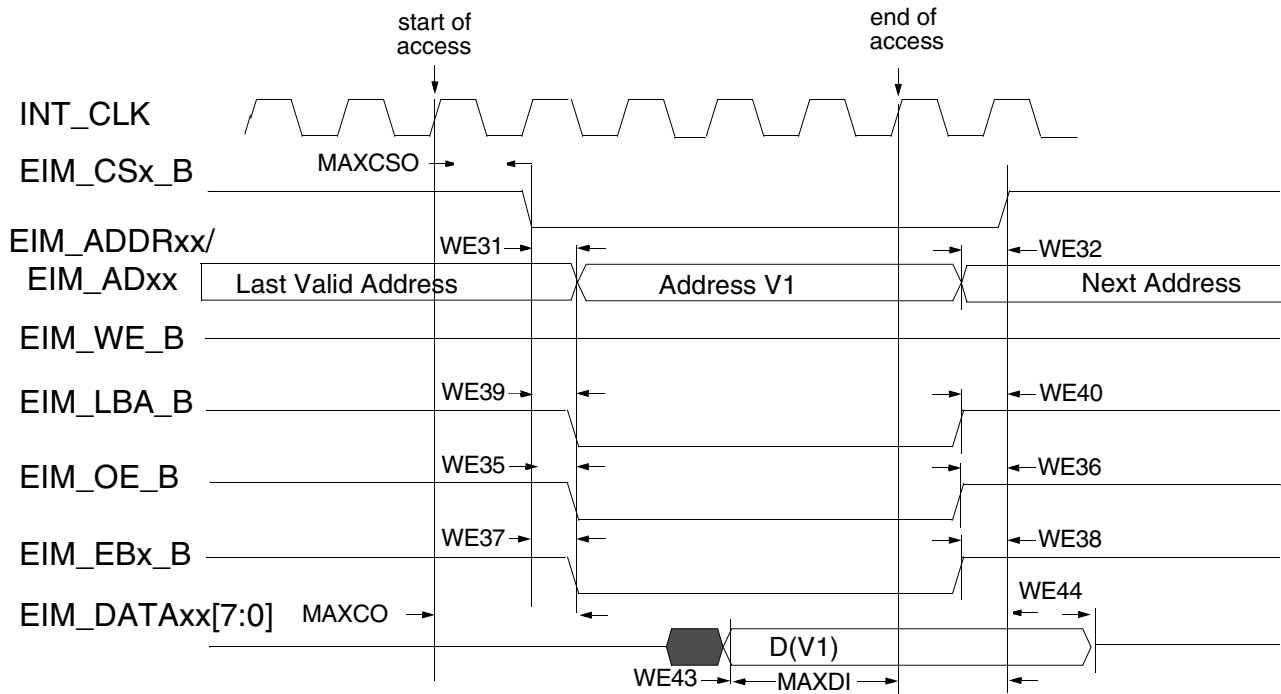 start of
access
end of
access
INT_CLK
MAXCSO
EIM_CSx_B
EIM_ADDRxx/
EIM_ADxx
WE31
WE32
Last Valid Address
Address V1
Next Address
EIM_WE_B
WE39
WE40
EIM_LBA_B
WE35
WE36
EIM_OE_B
WE37
WE38
EIM_EBx_B
WE44
EIM_DATAxx[7:0]
MAXCO
D(V1)
WE43
MAXDI